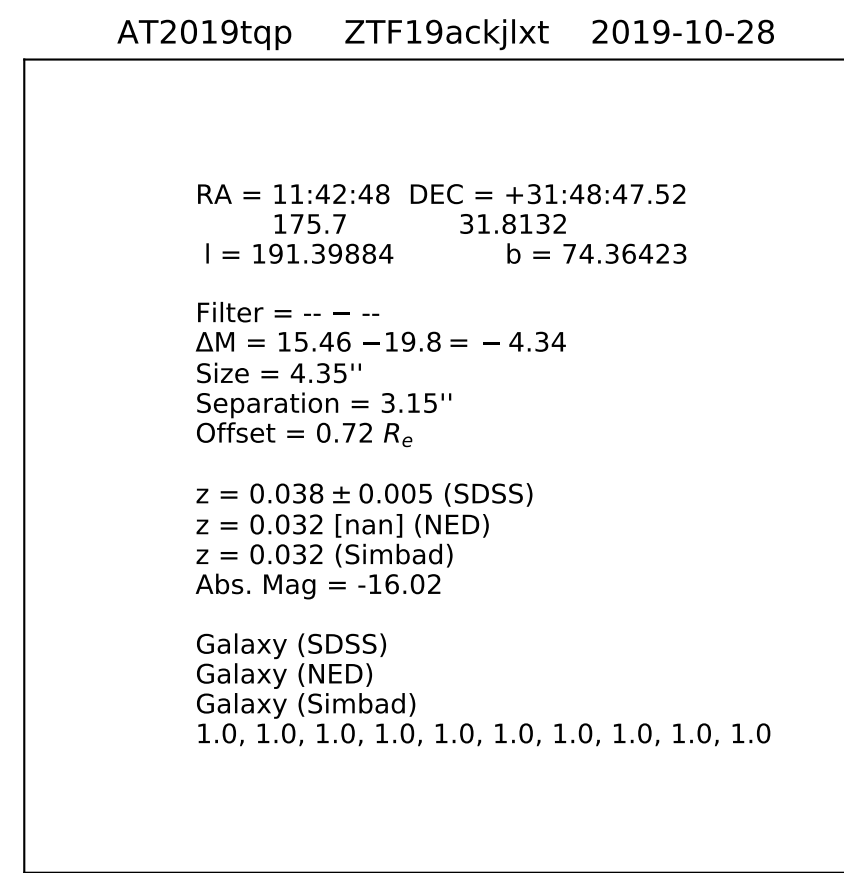 AT2019tqp ZTF19ackjlxt 2019-10-28
RA = 11:42:48 DEC = +31:48:47.52
175.7 31.8132
l = 191.39884 b = 74.36423
Filter = -- − --
ΔM = 15.46 −19.8 = − 4.34
Size = 4.35''
Separation = 3.15''
Offset = 0.72 Rₑ
z = 0.038 ± 0.005 (SDSS)
z = 0.032 [nan] (NED)
z = 0.032 (Simbad)
Abs. Mag = -16.02
Galaxy (SDSS)
Galaxy (NED)
Galaxy (Simbad)
1.0, 1.0, 1.0, 1.0, 1.0, 1.0, 1.0, 1.0, 1.0, 1.0